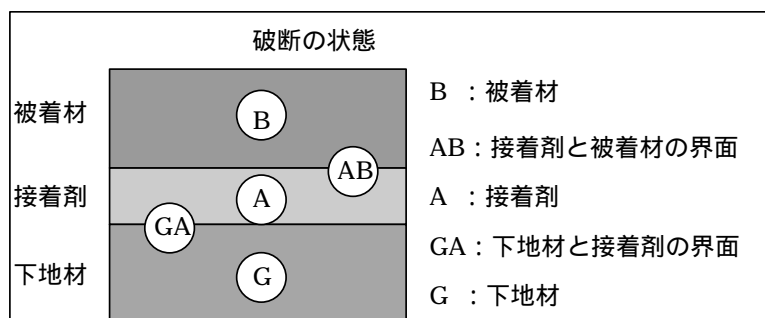 破断の状態
被着材
接着剤
下地材
B
AB
A
GA
G
B ：被着材
AB：接着剤と被着材の界面
A ：接着剤
GA：下地材と接着剤の界面
G ：下地材